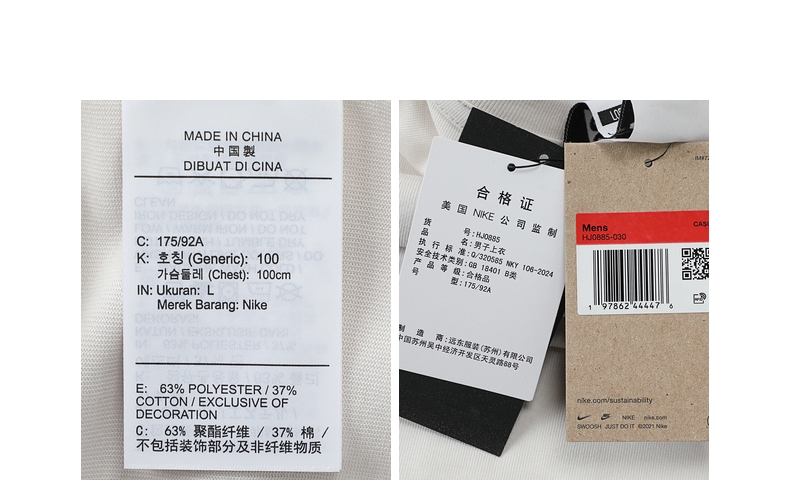 MADE IN CHINA
中国製
DIBUAT DI CINA
C: 175/92A
K: 호칭 (Generic): 100
가슴둘레 (Chest): 100cm
IN: Ukuran: L
Merek Barang: Nike
E: 63% POLYESTER / 37%
COTTON / EXCLUSIVE OF
DECORATION
C: 63% 聚酯纤维 / 37% 棉 /
不包括装饰部分及非纤维物质
合格证
美国 NIKE 公司监制
货号:HJ0885
品名:男子上衣
执行标准:Q/320585 NKY 106-2024
安全技术类别:GB 18401 B类
产品等级:合格品
号型:175/92A
制造商:远东服装(苏州)有限公司
中国苏州吴中经济开发区天灵路88号
Mens
HJ0885-030
1 97862 44447 6
nike.com/sustainability
NIKE nike.com
SWOOSH JUST DO IT ©2021 Nike